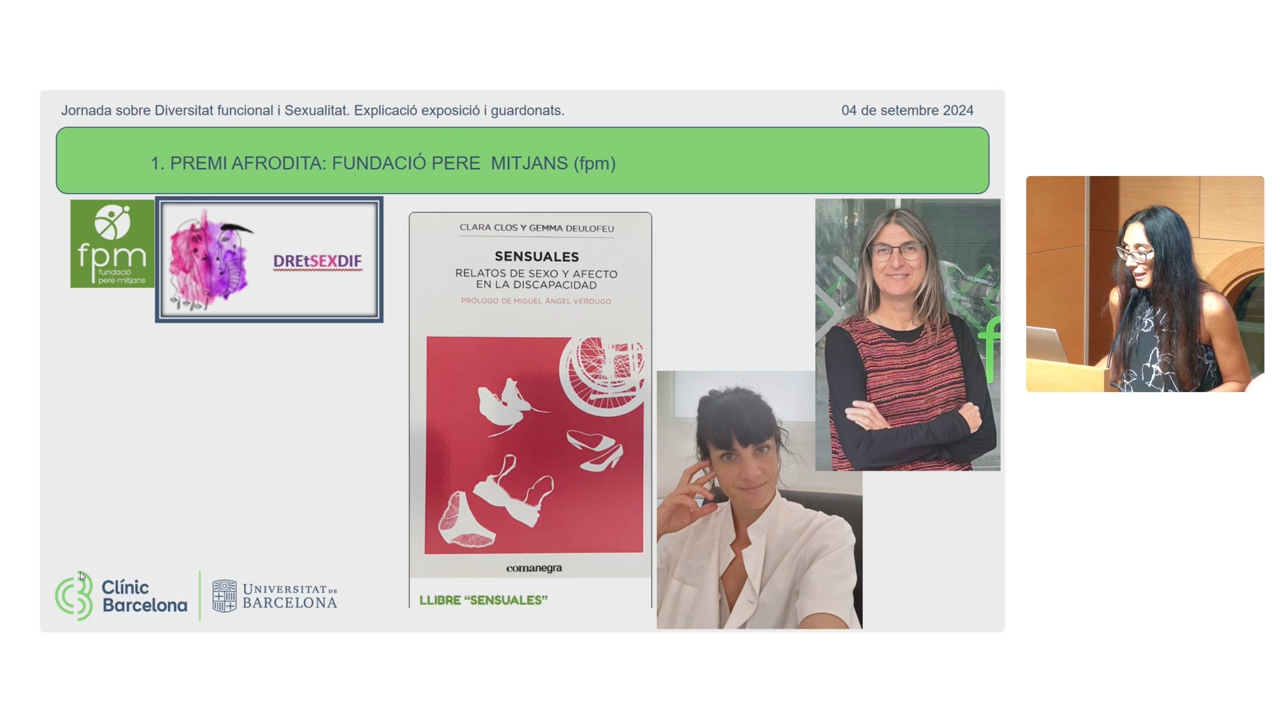 Jornada sobre Diversitat funcional i Sexualitat. Explicació exposició i guardonats.
04 de setembre 2024
1. PREMI AFRODITA: FUNDACIÓ PERE MITJANS (fpm)
fpm
fundació
pere mitjans
DREtSEXDIF
CLARA CLOS Y GEMMA DEULOFEU
SENSUALES
RELATOS DE SEXO Y AFECTO
EN LA DISCAPACIDAD
PRÓLOGO DE MIGUEL ÁNGEL VERDUGO
comanegra
LLIBRE “SENSUALES”
f
Clínic
Barcelona
UNIVERSITAT DE
BARCELONA